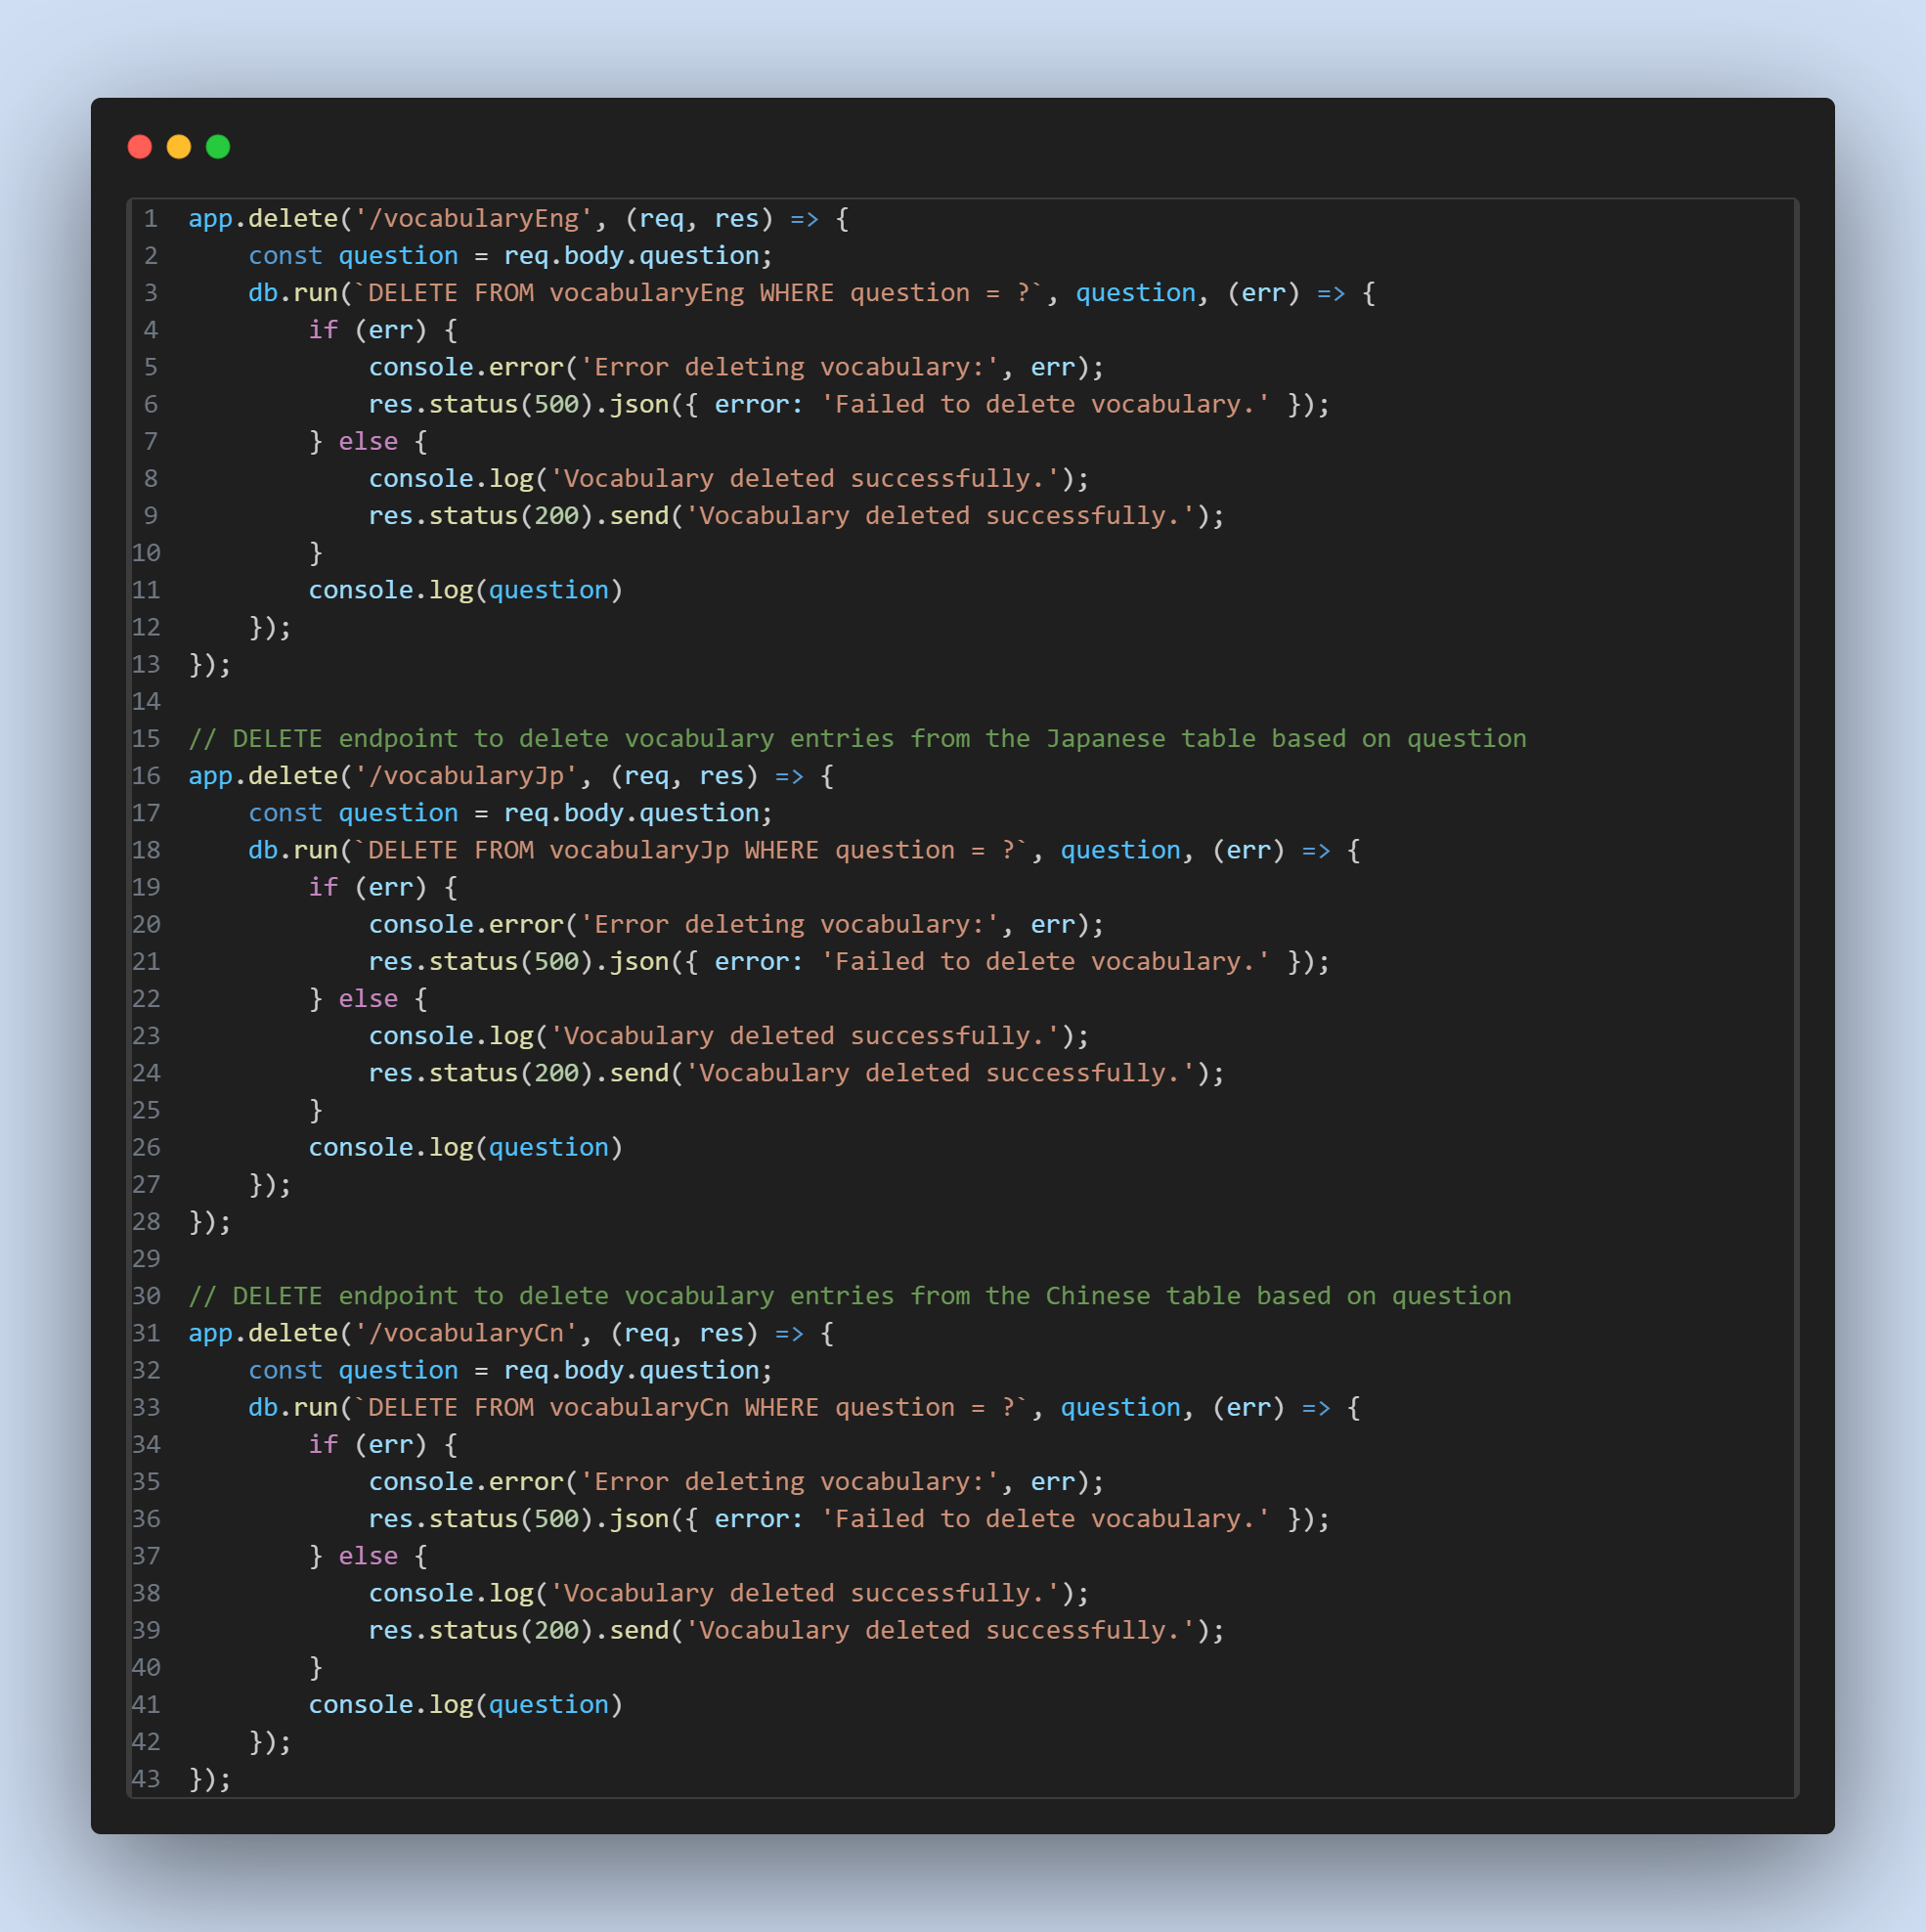 1 app.delete('/vocabularyEng', (req, res) => {
2     const question = req.body.question;
3     db.run(`DELETE FROM vocabularyEng WHERE question = ?`, question, (err) => {
4         if (err) {
5             console.error('Error deleting vocabulary:', err);
6             res.status(500).json({ error: 'Failed to delete vocabulary.' });
7         } else {
8             console.log('Vocabulary deleted successfully.');
9             res.status(200).send('Vocabulary deleted successfully.');
10         }
11         console.log(question)
12     });
13 });
14
15 // DELETE endpoint to delete vocabulary entries from the Japanese table based on question
16 app.delete('/vocabularyJp', (req, res) => {
17     const question = req.body.question;
18     db.run(`DELETE FROM vocabularyJp WHERE question = ?`, question, (err) => {
19         if (err) {
20             console.error('Error deleting vocabulary:', err);
21             res.status(500).json({ error: 'Failed to delete vocabulary.' });
22         } else {
23             console.log('Vocabulary deleted successfully.');
24             res.status(200).send('Vocabulary deleted successfully.');
25         }
26         console.log(question)
27     });
28 });
29
30 // DELETE endpoint to delete vocabulary entries from the Chinese table based on question
31 app.delete('/vocabularyCn', (req, res) => {
32     const question = req.body.question;
33     db.run(`DELETE FROM vocabularyCn WHERE question = ?`, question, (err) => {
34         if (err) {
35             console.error('Error deleting vocabulary:', err);
36             res.status(500).json({ error: 'Failed to delete vocabulary.' });
37         } else {
38             console.log('Vocabulary deleted successfully.');
39             res.status(200).send('Vocabulary deleted successfully.');
40         }
41         console.log(question)
42     });
43 });